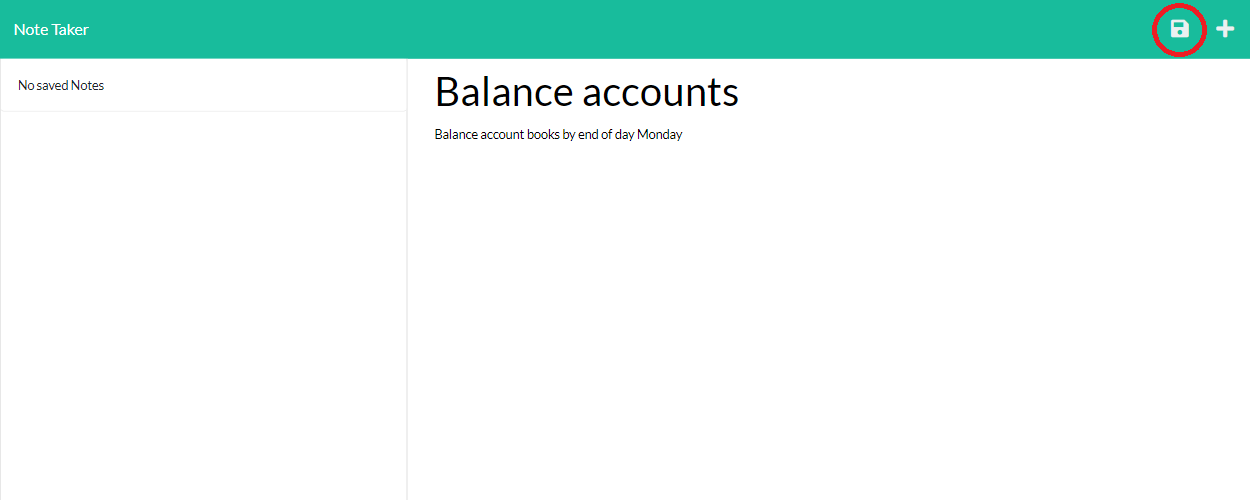 Note Taker
No saved Notes
Balance accounts
Balance account books by end of day Monday